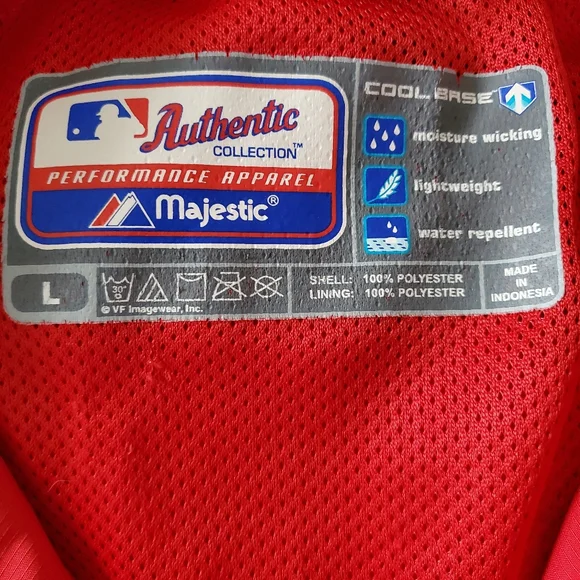 Authentic
COLLECTION™
PERFORMANCE APPAREL
Majestic®
COOL BASE
moisture wicking
lightweight
water repellent
L
30°
© VF Imagewear, Inc.
SHELL: 100% POLYESTER
LINING: 100% POLYESTER
MADE
IN
INDONESIA